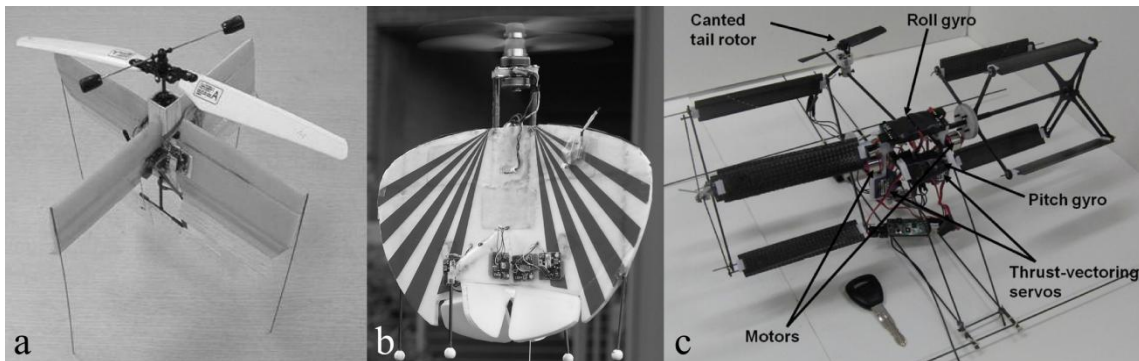 a
b
c
Canted
tail rotor
Roll gyro
Pitch gyro
Thrust-vectoring
servos
Motors